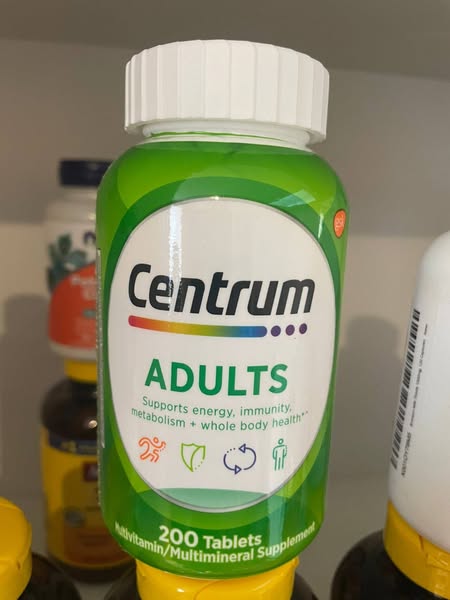 Centrum
ADULTS
Supports energy, immunity,
metabolism + whole body health*^
200 Tablets
Multivitamin/Multimineral Supplement